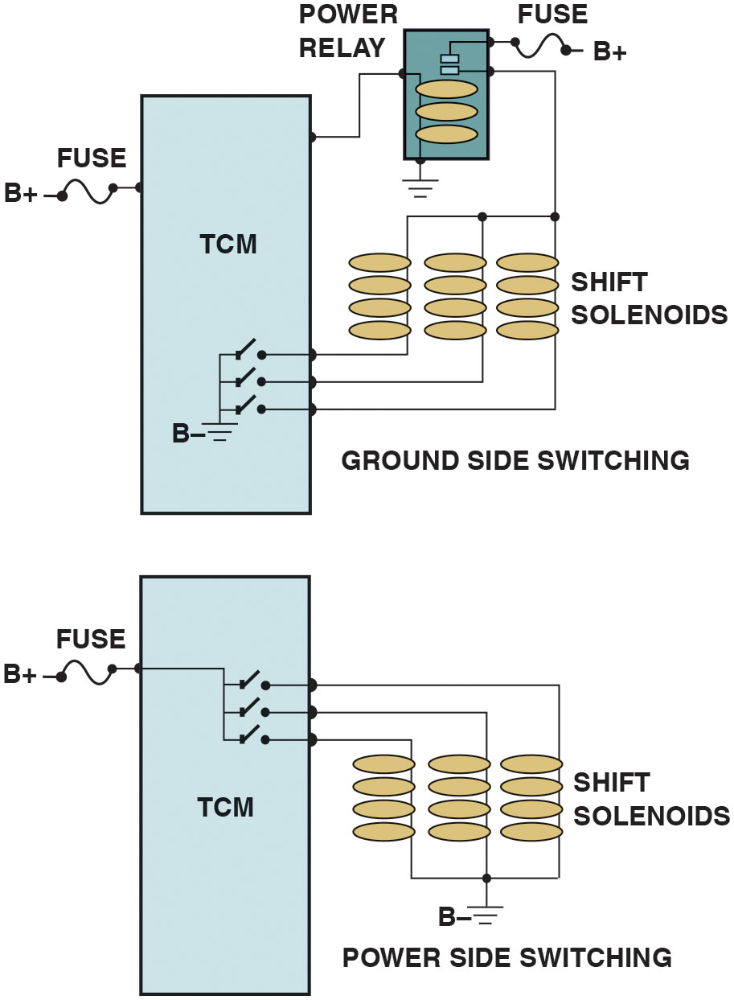 POWER
RELAY
FUSE
B+
FUSE
B+
TCM
SHIFT
SOLENOIDS
B–
GROUND SIDE SWITCHING
FUSE
B+
TCM
SHIFT
SOLENOIDS
B–
POWER SIDE SWITCHING